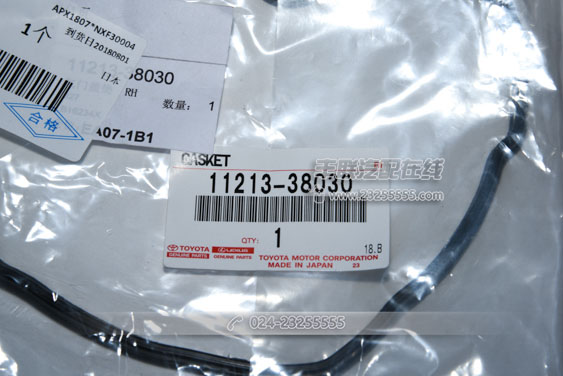 APX1807*NXF30004
到货日20180801
1个
日本
合格
11213-38030
RH
数量: 1
EA07-1B1
GASKET
11213-38030
QTY: 1
18.B
TOYOTA
GENUINE PARTS
LEXUS
GENUINE PARTS
TOYOTA MOTOR CORPORATION
MADE IN JAPAN 23
www.23255555.com
024-23255555